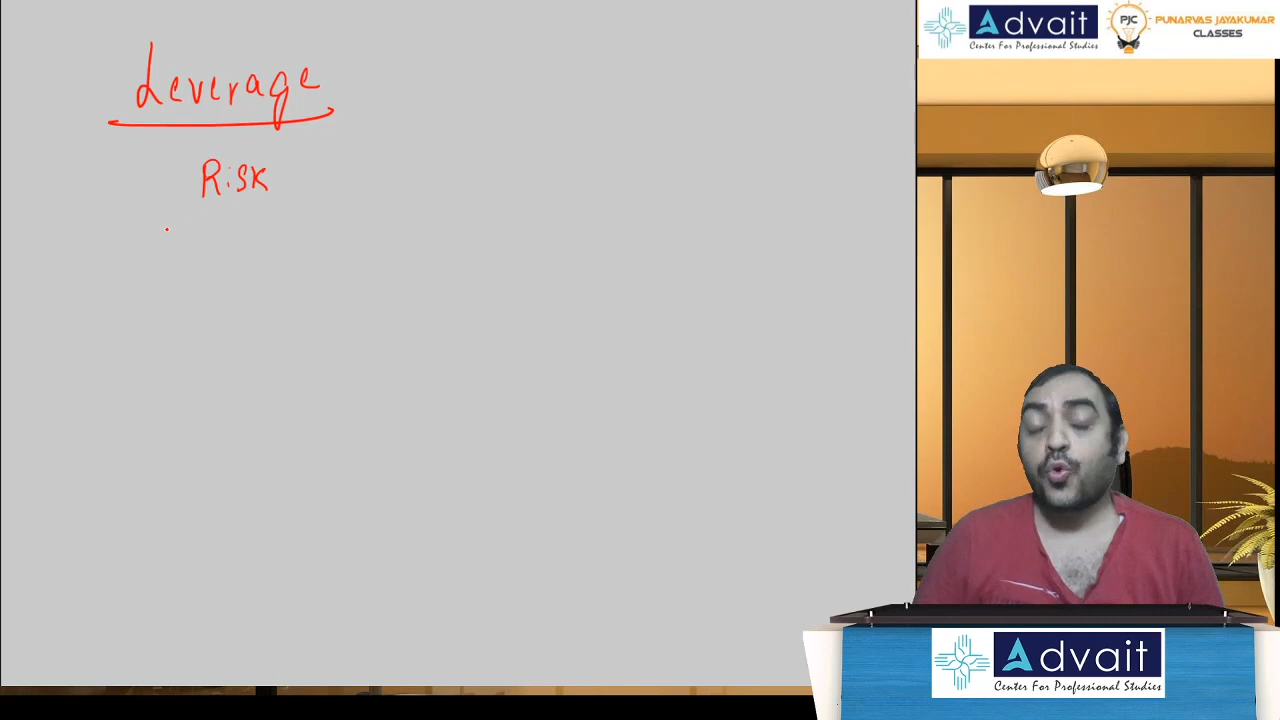 Leverage
Risk
Advait
Center For Professional Studies
PJC
PUNARVAS JAYAKUMAR
CLASSES
Advait
Center For Professional Studies